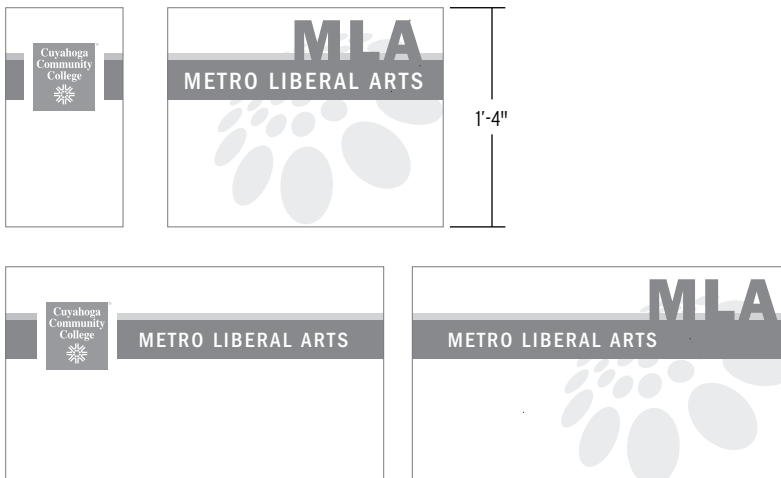 Cuyahoga
Community
College
MLA
METRO LIBERAL ARTS
1'-4"
Cuyahoga
Community
College
METRO LIBERAL ARTS
MLA
METRO LIBERAL ARTS